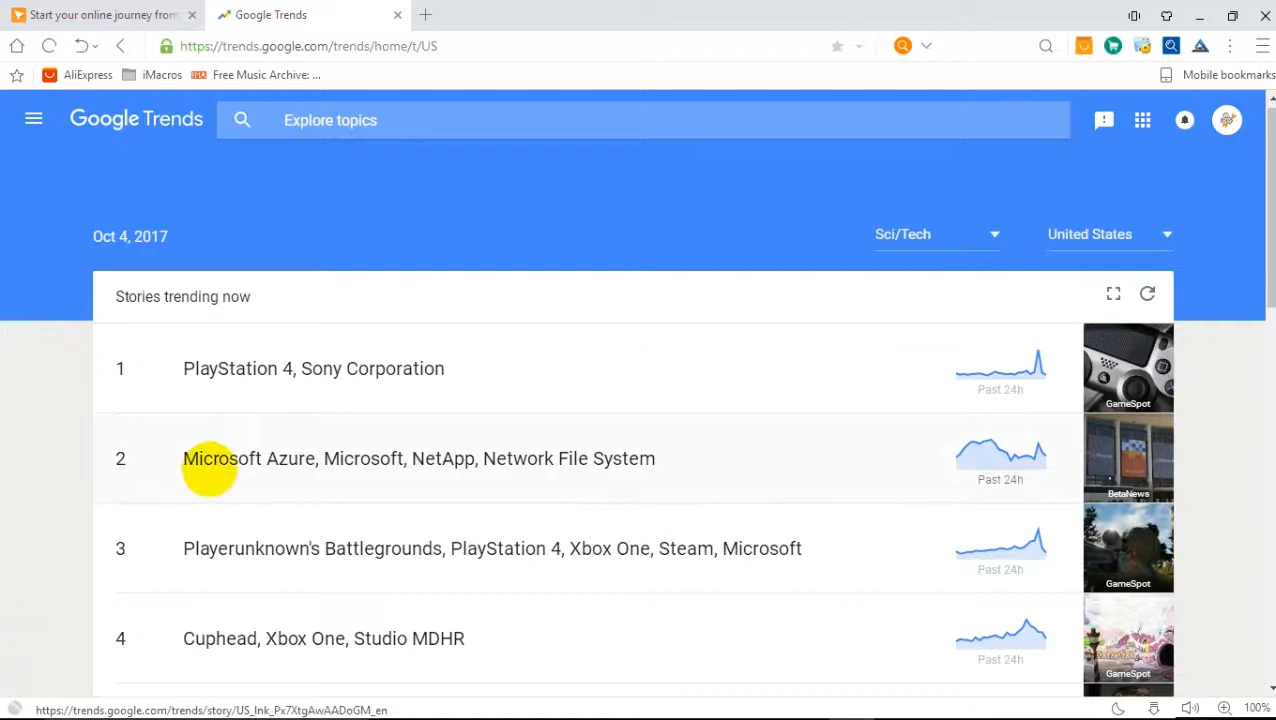 Start your online journey from
Google Trends
https://trends.google.com/trends/home/t/US
AliExpress
iMacros
Free Music Archive: ...
Mobile bookmarks
Google Trends
Explore topics
Oct 4, 2017
Sci/Tech
United States
Stories trending now
1
PlayStation 4, Sony Corporation
Past 24h
GameSpot
2
Microsoft Azure, Microsoft, NetApp, Network File System
Past 24h
BetaNews
3
Playerunknown's Battlegrounds, PlayStation 4, Xbox One, Steam, Microsoft
Past 24h
GameSpot
4
Cuphead, Xbox One, Studio MDHR
Past 24h
GameSpot
https://trends.google.com/trends/story/US_lnk_Px7XtgAwAADoGM_en
100%